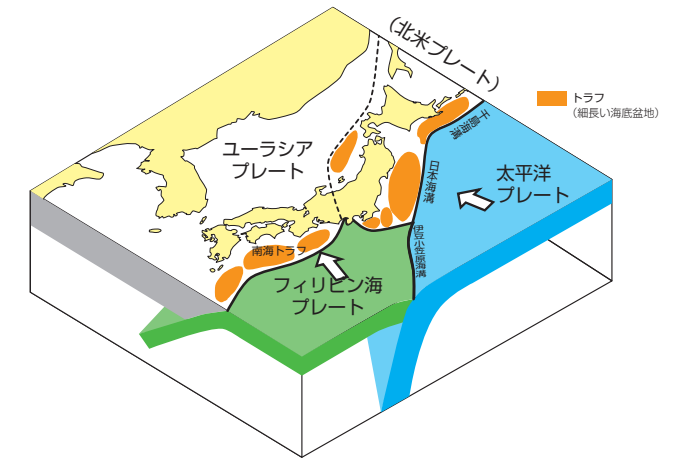 (北米プレート)
トラフ
(細長い海底盆地)
千島海溝
ユーラシア
プレート
日本海溝
太平洋
プレート
伊豆小笠原海溝
南海トラフ
フィリピン海
プレート